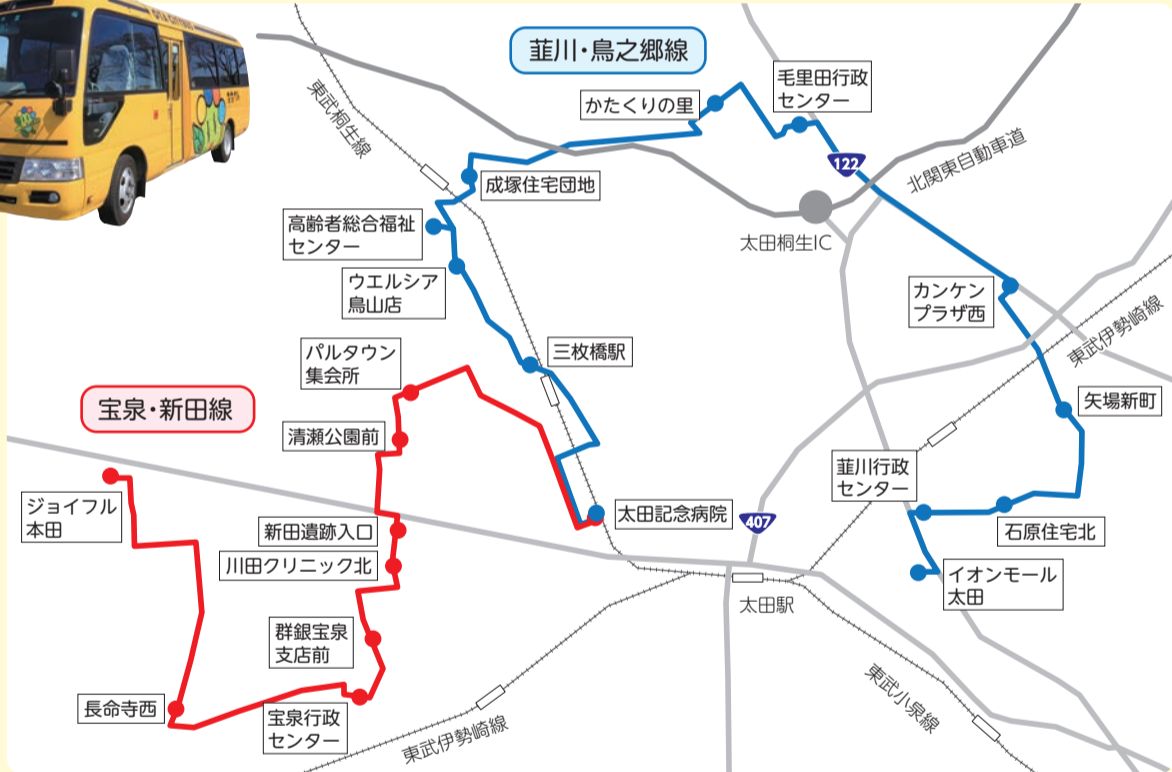 OTA CITY BUS
韮川・鳥之郷線
東武桐生線
かたくりの里
毛里田行政
センター
122
北関東自動車道
成塚住宅団地
太田桐生IC
高齢者総合福祉
センター
ウエルシア
鳥山店
カンケン
プラザ西
東武伊勢崎線
パルタウン
集会所
三枚橋駅
宝泉・新田線
矢場新町
清瀬公園前
韮川行政
センター
ジョイフル
本田
太田記念病院
407
新田遺跡入口
石原住宅北
川田クリニック北
イオンモール
太田
太田駅
群銀宝泉
支店前
長命寺西
宝泉行政
センター
東武伊勢崎線
東武小泉線